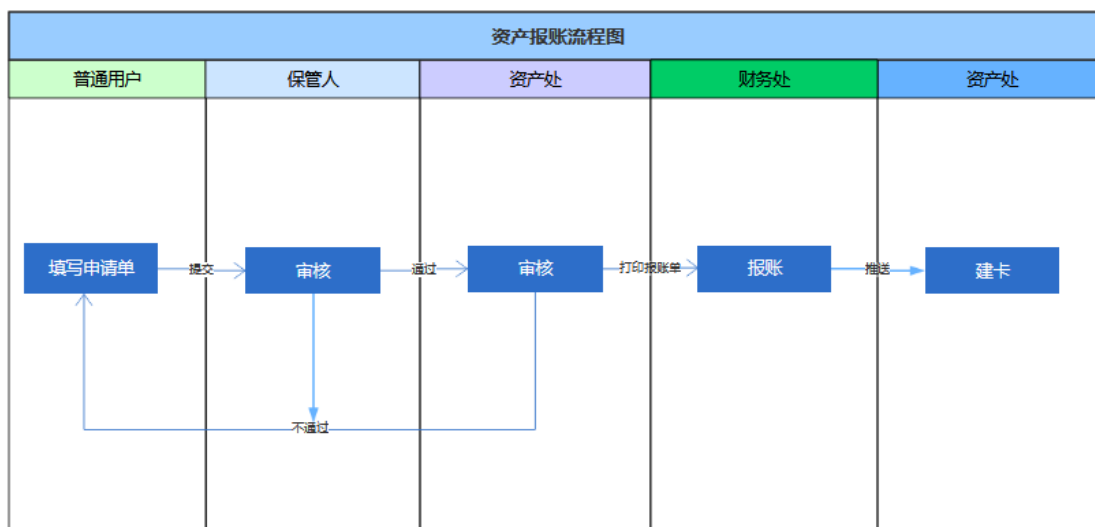 资产报账流程图
普通用户
保管人
资产处
财务处
资产处
填写申请单
提交
审核
通过
审核
打印报账单
报账
推送
建卡
不通过